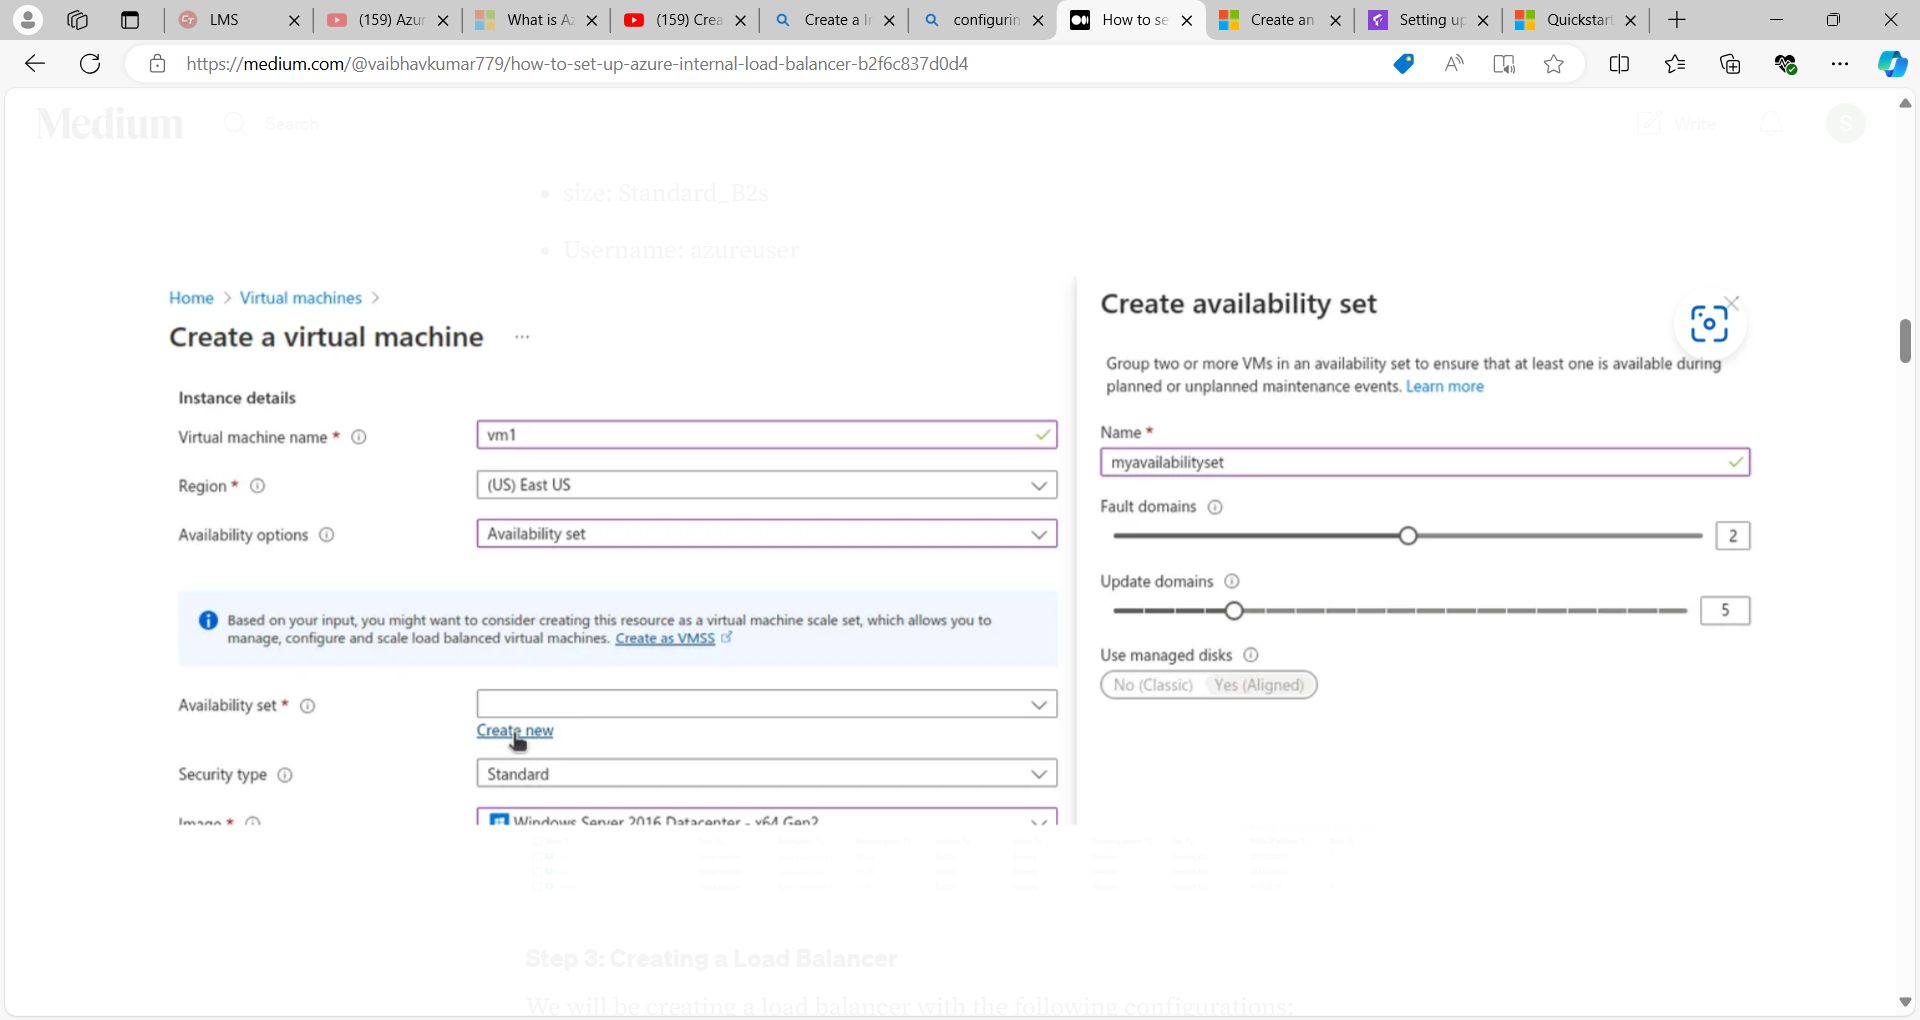 LMS
(159) Azur
What is Az
(159) Crea
Create a In
configurin
How to se
Create an
Setting up
Quickstart
https://medium.com/@vaibhavkumar779/how-to-set-up-azure-internal-load-balancer-b2f6c837d0d4
Medium
Search
Write
S
• size: Standard_B2s
• Username: azureuser
Home > Virtual machines >
Create a virtual machine ...
Instance details
Virtual machine name *
vm1
Region *
(US) East US
Availability options
Availability set
Based on your input, you might want to consider creating this resource as a virtual machine scale set, which allows you to
manage, configure and scale load balanced virtual machines. Create as VMSS
Availability set *
Create new
Security type
Standard
Image *
Windows Server 2016 Datacenter - x64 Gen2
Create availability set
Group two or more VMs in an availability set to ensure that at least one is available during
planned or unplanned maintenance events. Learn more
Name *
myavailabilityset
Fault domains
2
Update domains
5
Use managed disks
No (Classic) Yes (Aligned)
Step 3: Creating a Load Balancer
We will be creating a load balancer with the following configurations: